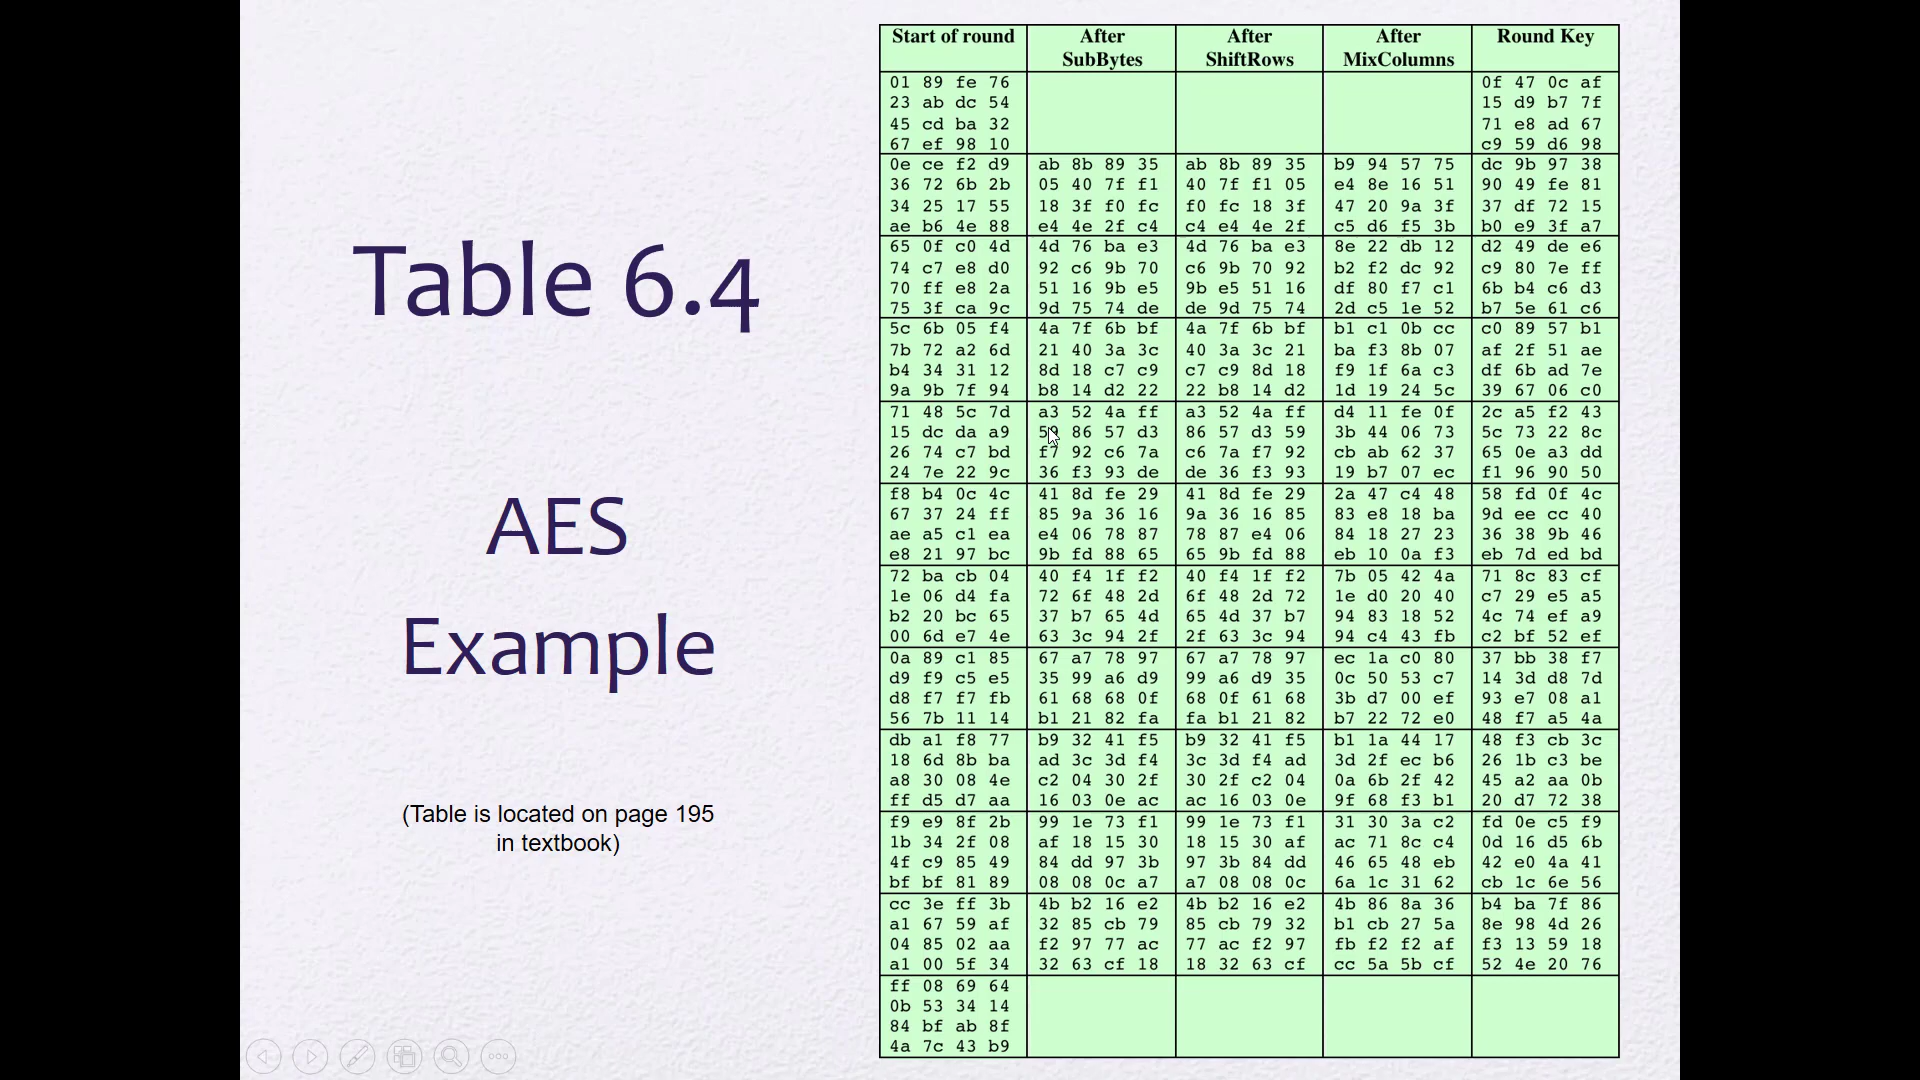 Table 6.4
AES
Example
(Table is located on page 195
in textbook)
Start of round After After After Round Key
SubBytes ShiftRows MixColumns
01 89 fe 76 0f 47 0c af
23 ab dc 54 15 d9 b7 7f
45 cd ba 32 71 e8 ad 67
67 ef 98 10 c9 59 d6 98
0e ce f2 d9 ab 8b 89 35 ab 8b 89 35 b9 94 57 75 dc 9b 97 38
36 72 6b 2b 05 40 7f f1 40 7f f1 05 e4 8e 16 51 90 49 fe 81
34 25 17 55 18 3f f0 fc f0 fc 18 3f 47 20 9a 3f 37 df 72 15
ae b6 4e 88 e4 4e 2f c4 c4 e4 4e 2f c5 d6 f5 3b b0 e9 3f a7
65 0f c0 4d 4d 76 ba e3 4d 76 ba e3 8e 22 db 12 d2 49 de e6
74 c7 e8 d0 92 c6 9b 70 c6 9b 70 92 b2 f2 dc 92 c9 80 7e ff
70 ff e8 2a 51 16 9b e5 9b e5 51 16 df 80 f7 c1 6b b4 c6 d3
75 3f ca 9c 9d 75 74 de de 9d 75 74 2d c5 1e 52 b7 5e 61 c6
5c 6b 05 f4 4a 7f 6b bf 4a 7f 6b bf b1 c1 0b cc c0 89 57 b1
7b 72 a2 6d 21 40 3a 3c 40 3a 3c 21 ba f3 8b 07 af 2f 51 ae
b4 34 31 12 8d 18 c7 c9 c7 c9 8d 18 f9 1f 6a c3 df 6b ad 7e
9a 9b 7f 94 b8 14 d2 22 22 b8 14 d2 1d 19 24 5c 39 67 06 c0
71 48 5c 7d a3 52 4a ff a3 52 4a ff d4 11 fe 0f 2c a5 f2 43
15 dc da a9 59 86 57 d3 86 57 d3 59 3b 44 06 73 5c 73 22 8c
26 74 c7 bd f7 92 c6 7a c6 7a f7 92 cb ab 62 37 65 0e a3 dd
24 7e 22 9c 36 f3 93 de de 36 f3 93 19 b7 07 ec f1 96 90 50
f8 b4 0c 4c 41 8d fe 29 41 8d fe 29 2a 47 c4 48 58 fd 0f 4c
67 37 24 ff 85 9a 36 16 9a 36 16 85 83 e8 18 ba 9d ee cc 40
ae a5 c1 ea e4 06 78 87 78 87 e4 06 84 18 27 23 36 38 9b 46
e8 21 97 bc 9b fd 88 65 65 9b fd 88 eb 10 0a f3 eb 7d ed bd
72 ba cb 04 40 f4 1f f2 40 f4 1f f2 7b 05 42 4a 71 8c 83 cf
1e 06 d4 fa 72 6f 48 2d 6f 48 2d 72 1e d0 20 40 c7 29 e5 a5
b2 20 bc 65 37 b7 65 4d 65 4d 37 b7 94 83 18 52 4c 74 ef a9
00 6d e7 4e 63 3c 94 2f 2f 63 3c 94 94 c4 43 fb c2 bf 52 ef
0a 89 c1 85 67 a7 78 97 67 a7 78 97 ec 1a c0 80 37 bb 38 f7
d9 f9 c5 e5 35 99 a6 d9 99 a6 d9 35 0c 50 53 c7 14 3d d8 7d
d8 f7 f7 fb 61 68 68 0f 68 0f 61 68 3b d7 00 ef 93 e7 08 a1
56 7b 11 14 b1 21 82 fa fa b1 21 82 b7 22 72 e0 48 f7 a5 4a
db a1 f8 77 b9 32 41 f5 b9 32 41 f5 b1 1a 44 17 48 f3 cb 3c
18 6d 8b ba ad 3c 3d f4 3c 3d f4 ad 3d 2f ec b6 26 1b c3 be
a8 30 08 4e c2 04 30 2f 30 2f c2 04 0a 6b 2f 42 45 a2 aa 0b
ff d5 d7 aa 16 03 0e ac ac 16 03 0e 9f 68 f3 b1 20 d7 72 38
f9 e9 8f 2b 99 1e 73 f1 99 1e 73 f1 31 30 3a c2 fd 0e c5 f9
1b 34 2f 08 af 18 15 30 18 15 30 af ac 71 8c c4 0d 16 d5 6b
4f c9 85 49 84 dd 97 3b 97 3b 84 dd 46 65 48 eb 42 e0 4a 41
bf bf 81 89 08 08 0c a7 a7 08 08 0c 6a 1c 31 62 cb 1c 6e 56
cc 3e ff 3b 4b b2 16 e2 4b b2 16 e2 4b 86 8a 36 b4 ba 7f 86
a1 67 59 af 32 85 cb 79 85 cb 79 32 b1 cb 27 5a 8e 98 4d 26
04 85 02 aa f2 97 77 ac 77 ac f2 97 fb f2 f2 af f3 13 59 18
a1 00 5f 34 32 63 cf 18 18 32 63 cf cc 5a 5b cf 52 4e 20 76
ff 08 69 64
0b 53 34 14
84 bf ab 8f
4a 7c 43 b9